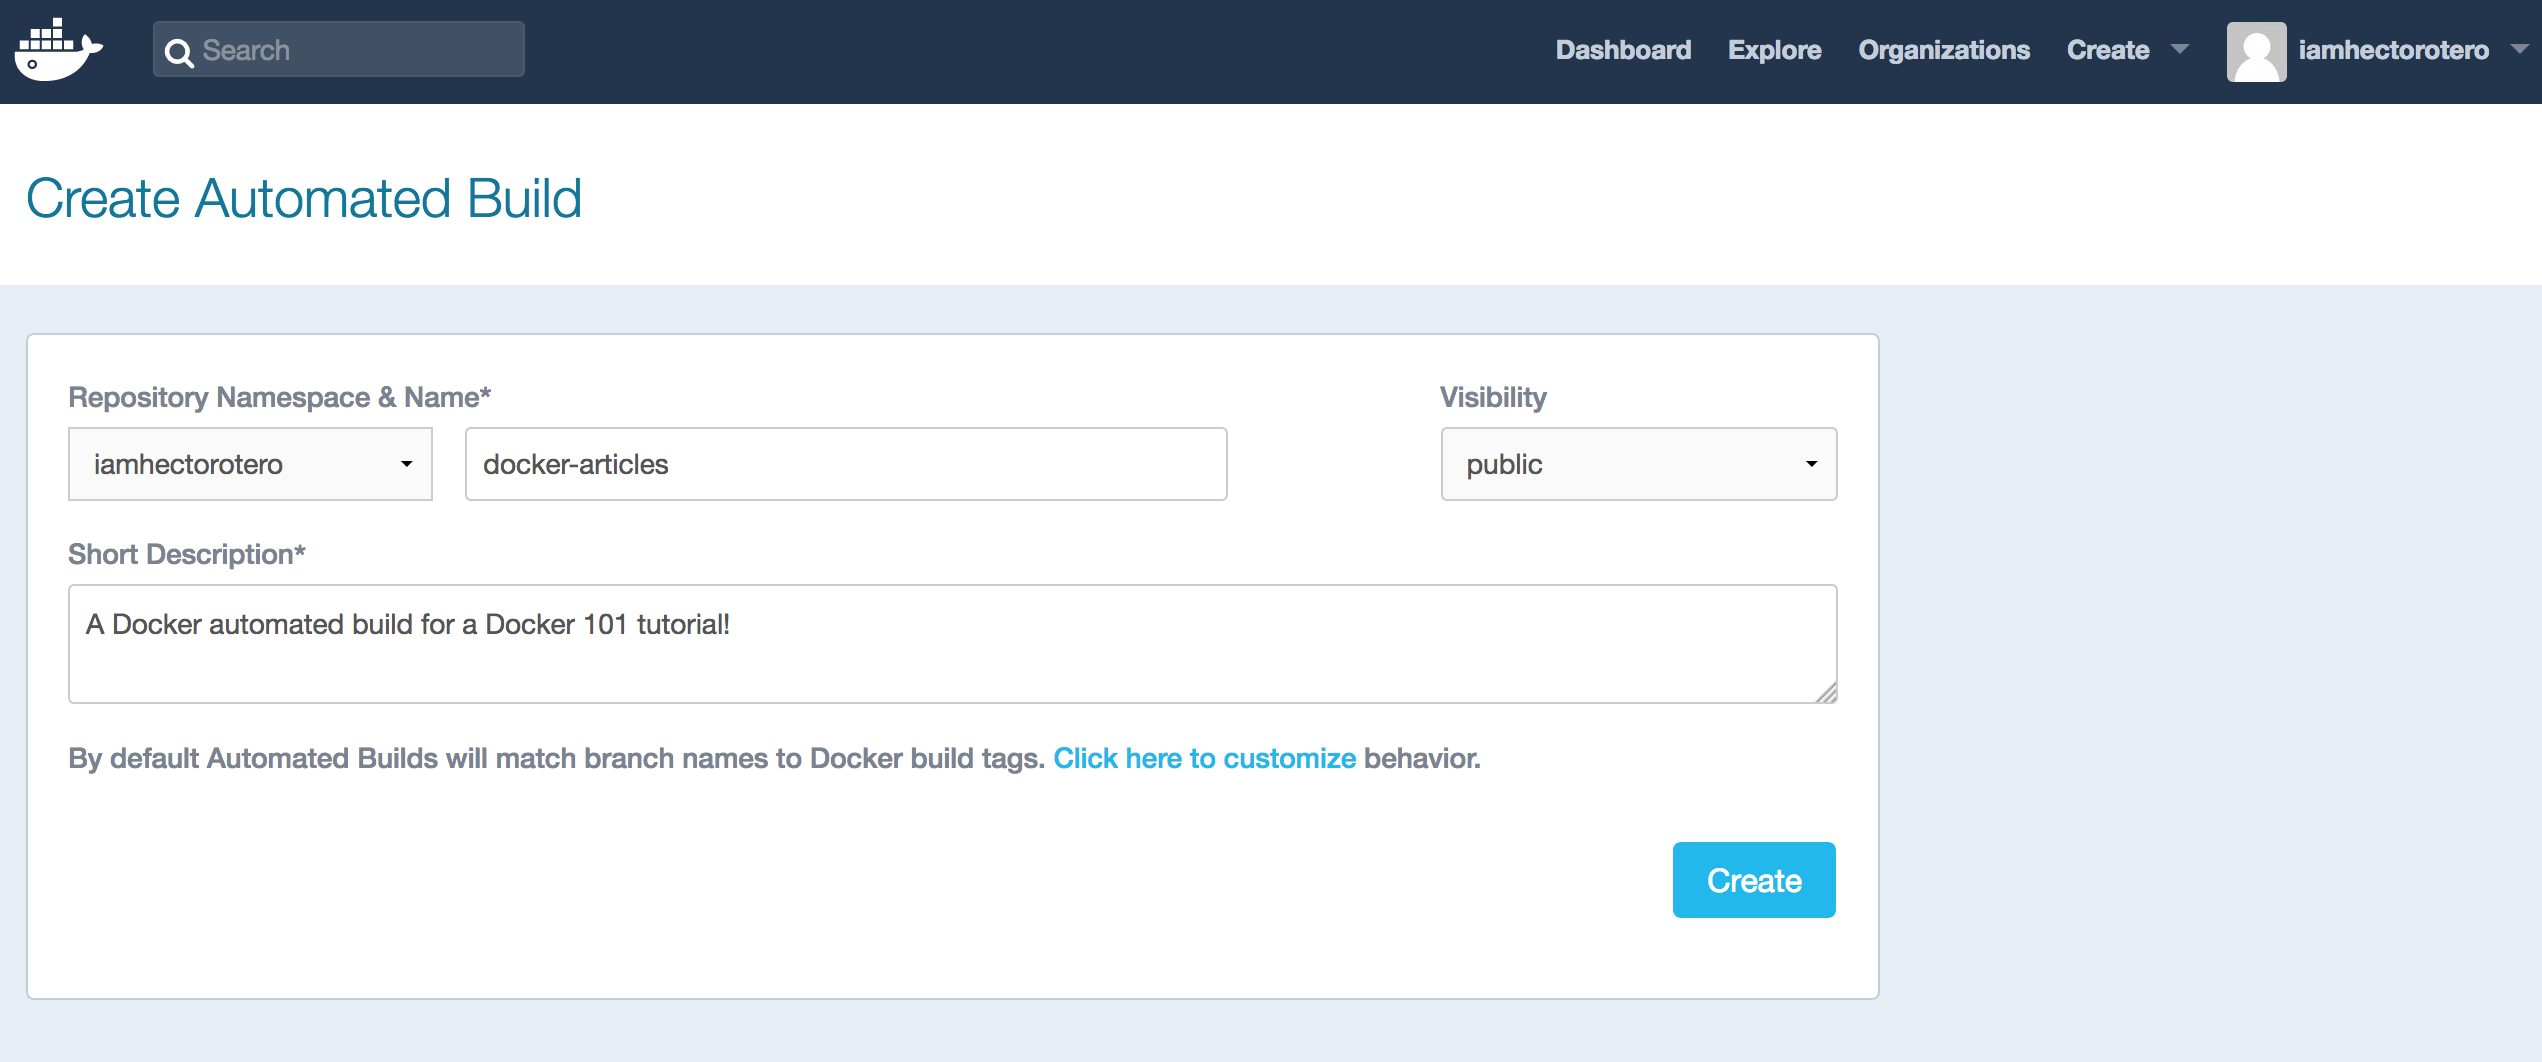 Search
Dashboard Explore Organizations Create iamhectorotero
Create Automated Build
Repository Namespace & Name* Visibility
iamhectorotero docker-articles public
Short Description*
A Docker automated build for a Docker 101 tutorial!
By default Automated Builds will match branch names to Docker build tags. Click here to customize behavior.
Create